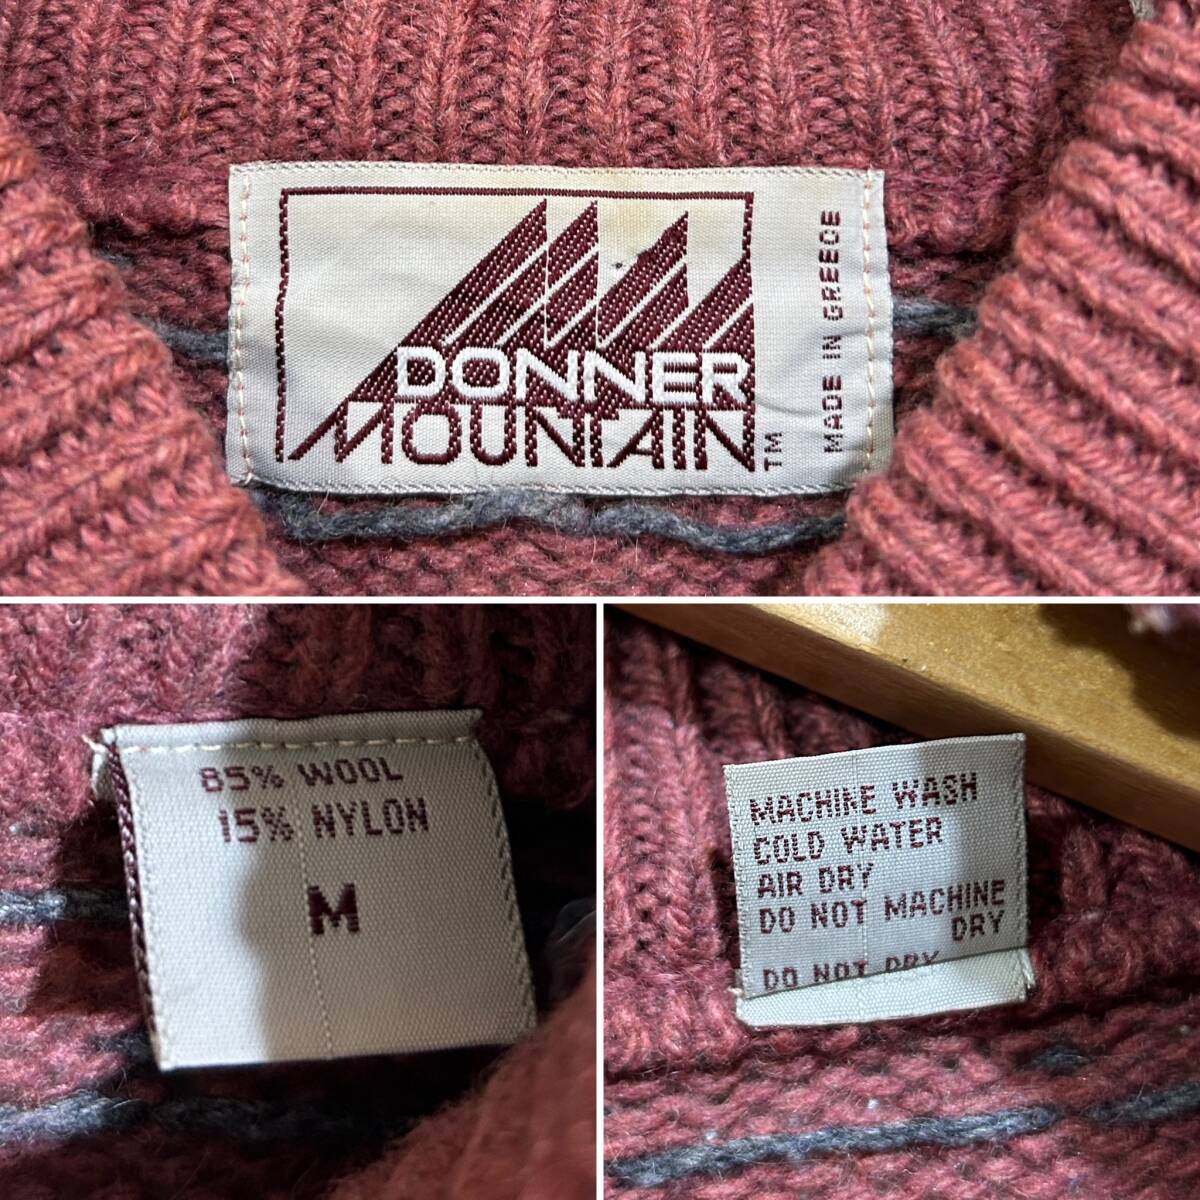 DONNER
MOUNTAIN
TM
MADE IN GREECE
85% WOOL
15% NYLON
M
MACHINE WASH
COLD WATER
AIR DRY
DO NOT MACHINE
DRY
DO NOT DRY